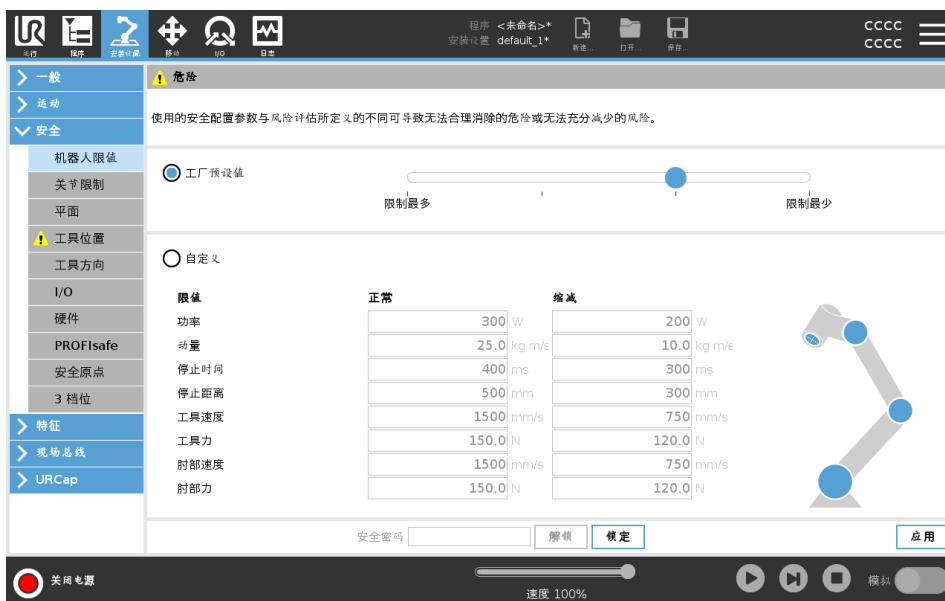 UR
程序 <未命名>*
安装设置 default_1*
运行 程序 安装设置 移动 I/O 日志
新建... 打开... 保存...
CCCC
CCCC
一般
运动
安全
机器人限值
关节限制
平面
工具位置
工具方向
I/O
硬件
PROFIsafe
安全原点
3 档位
特征
现场总线
URCap
危险
使用的安全配置参数与风险评估所定义的不同可导致无法合理消除的危险或无法充分减少的风险。
工厂预设值
限制最多 限制最少
自定义
限值 正常 缩减
功率 300 W 200 W
动量 25.0 kg m/s 10.0 kg m/s
停止时间 400 ms 300 ms
停止距离 500 mm 300 mm
工具速度 1500 mm/s 750 mm/s
工具力 150.0 N 120.0 N
肘部速度 1500 mm/s 750 mm/s
肘部力 150.0 N 120.0 N
安全密码 解锁 锁定 应用
关闭电源
速度 100%
模拟